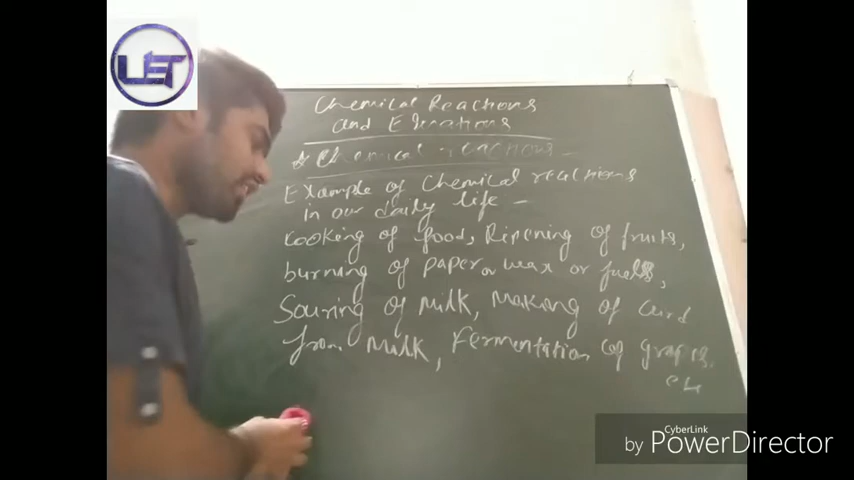 UET
Chemical Reactions
and Equations
* Chemical reactions -
Example of Chemical reactions
in our daily life -
Cooking of food, Ripening of fruits,
burning of paper or wax or fuels,
Souring of Milk, Making of Curd
from Milk, Fermentation of grapes,
etc
CyberLink
by PowerDirector